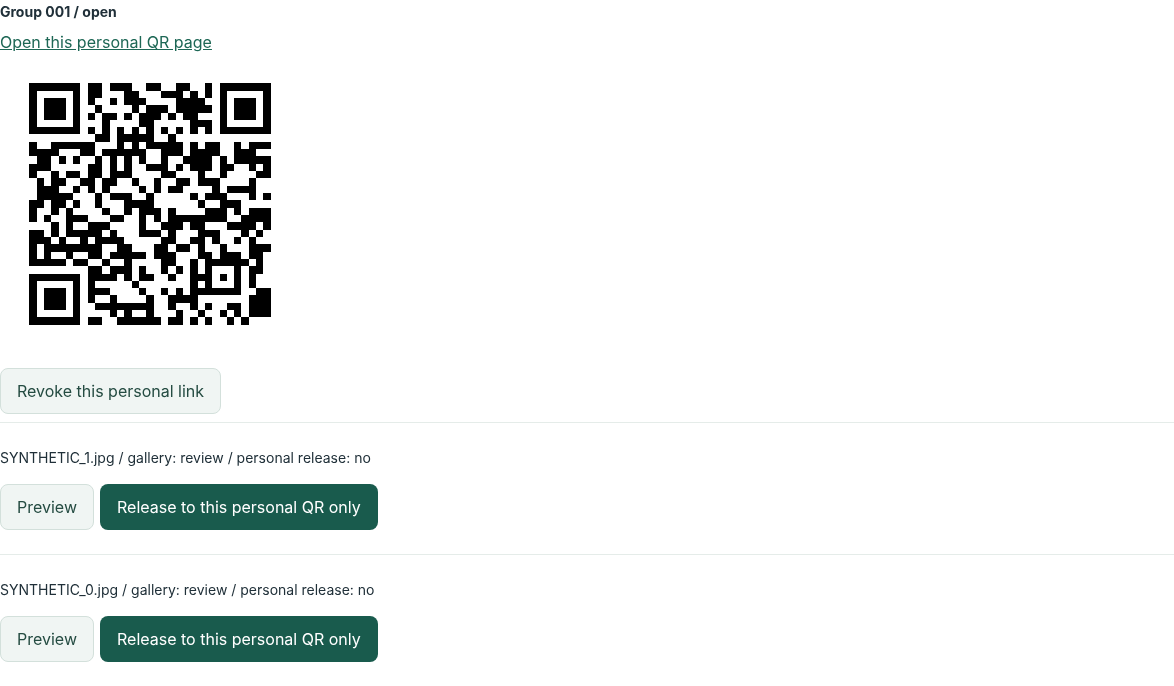 Group 001 / open
Open this personal QR page
Revoke this personal link
SYNTHETIC_1.jpg / gallery: review / personal release: no
Preview
Release to this personal QR only
SYNTHETIC_0.jpg / gallery: review / personal release: no
Preview
Release to this personal QR only